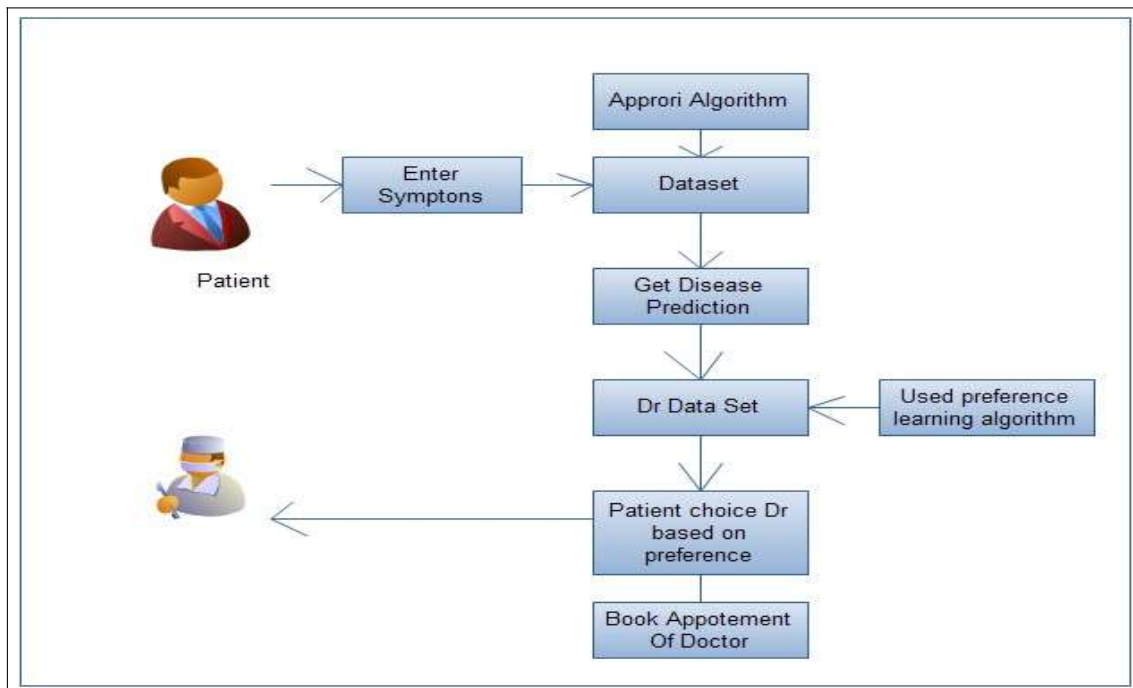 Approri Algorithm
Enter
Symptons
Dataset
Patient
Get Disease
Prediction
Dr Data Set
Used preference
learning algorithm
Patient choice Dr
based on
preference
Book Appotement
Of Doctor